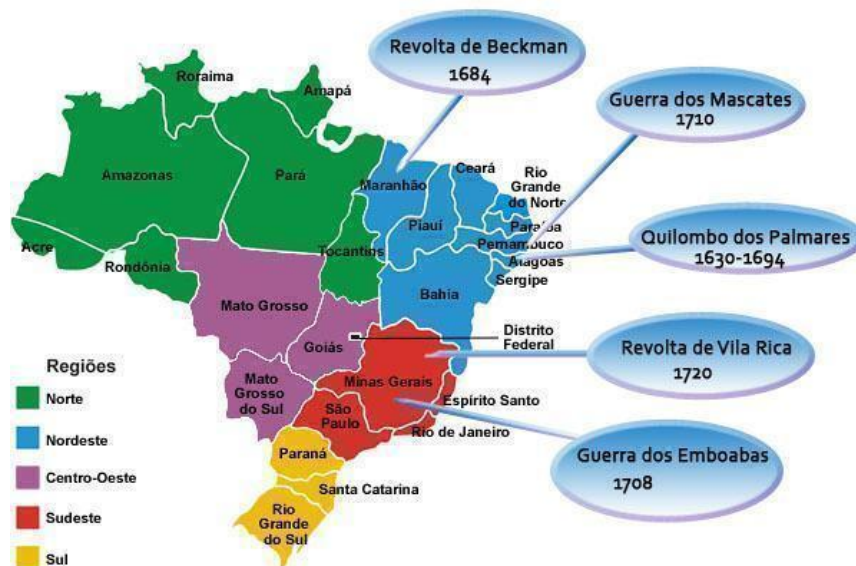 Revolta de Beckman
1684
Guerra dos Mascates
1710
Quilombo dos Palmares
1630-1694
Revolta de Vila Rica
1720
Guerra dos Emboabas
1708
Roraima
Amapá
Amazonas
Pará
Acre
Rondônia
Tocantins
Maranhão
Piauí
Ceará
Rio
Grande
do Norte
Paraíba
Pernambuco
Alagoas
Sergipe
Bahia
Mato Grosso
Goiás
Distrito
Federal
Mato
Grosso
do Sul
Minas Gerais
Espírito Santo
São
Paulo
Rio de Janeiro
Paraná
Santa Catarina
Rio
Grande
do Sul
Regiões
Norte
Nordeste
Centro-Oeste
Sudeste
Sul